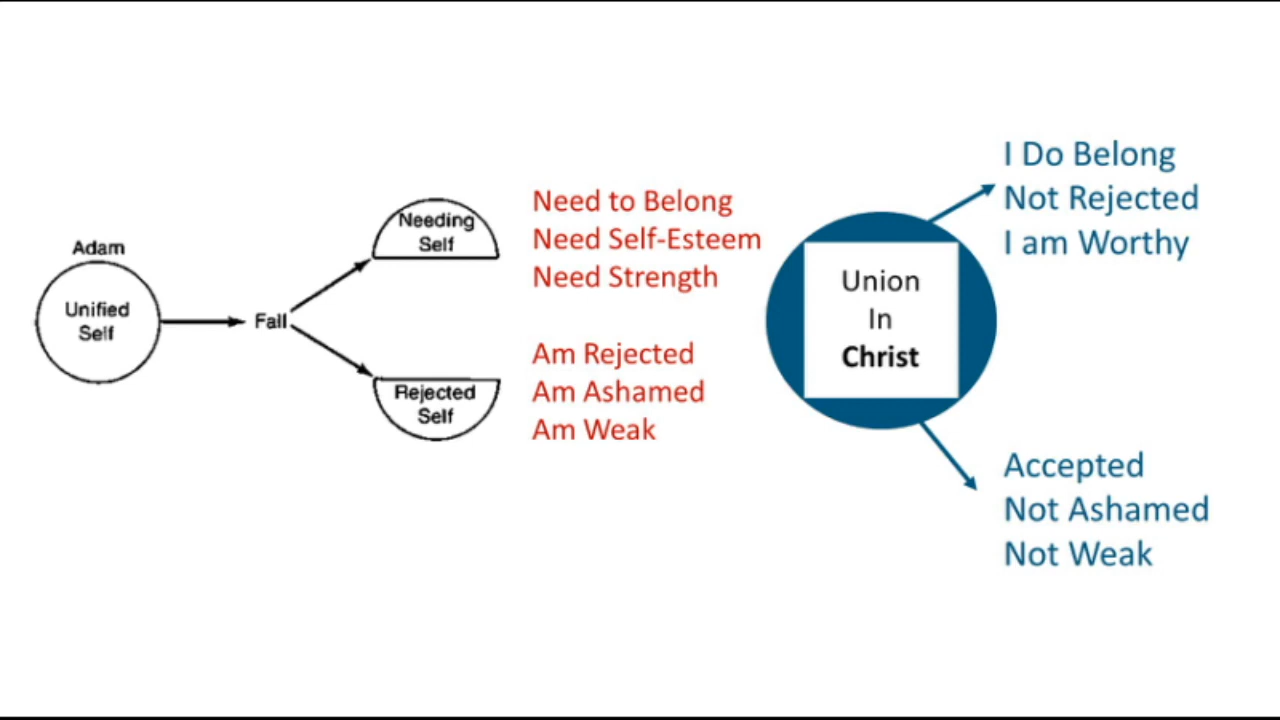 Adam
Unified
Self
Fall
Needing
Self
Rejected
Self
Need to Belong
Need Self-Esteem
Need Strength
Am Rejected
Am Ashamed
Am Weak
Union
In
Christ
I Do Belong
Not Rejected
I am Worthy
Accepted
Not Ashamed
Not Weak